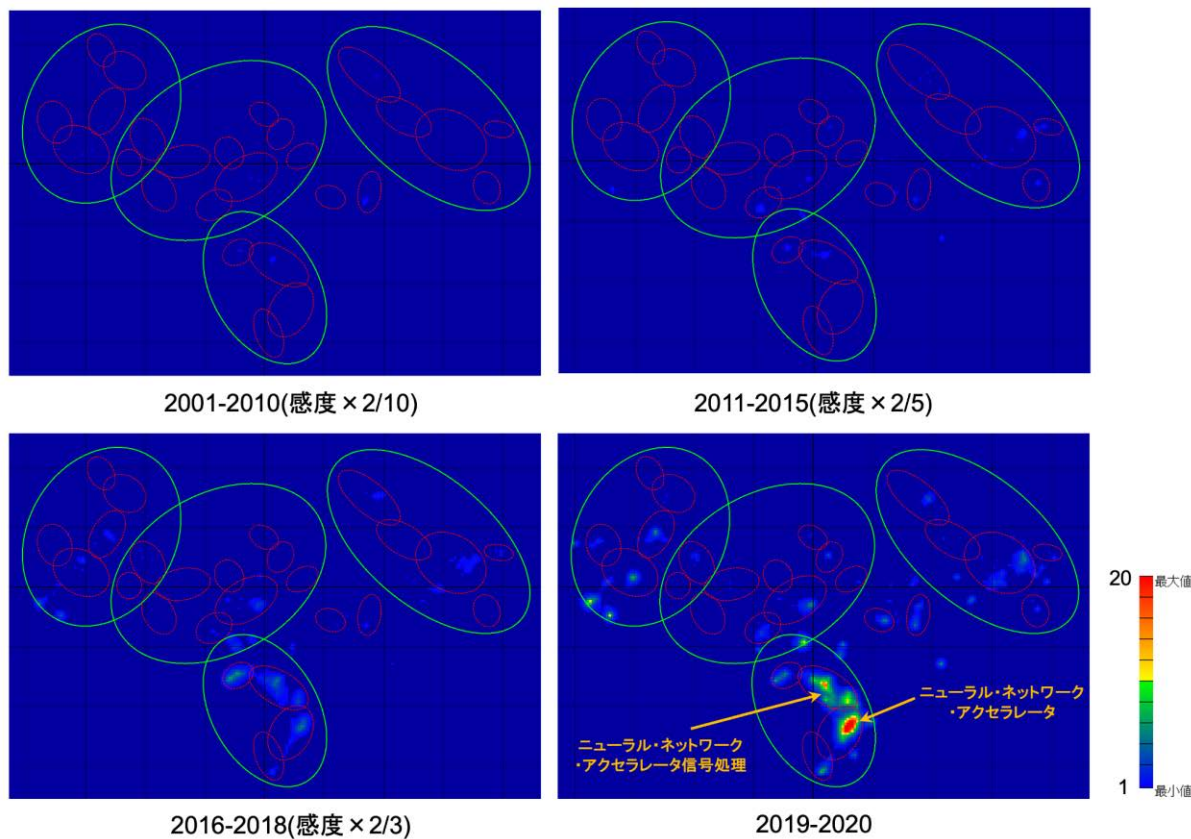 2001-2010(感度×2/10)
2011-2015(感度×2/5)
ニューラル・ネットワーク
・アクセラレータ信号処理
ニューラル・ネットワーク
・アクセラレータ
20 最大値
1 最小値
2016-2018(感度×2/3)
2019-2020